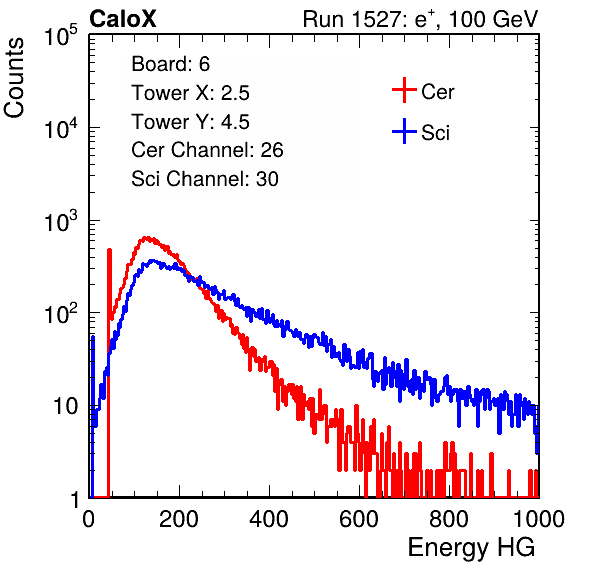 CaloX Run 1527: e⁺, 100 GeV
Counts
Board: 6
Tower X: 2.5
Tower Y: 4.5
Cer Channel: 26
Sci Channel: 30
Cer
Sci
10⁵
10⁴
10³
10²
10
1
0 200 400 600 800 1000
Energy HG